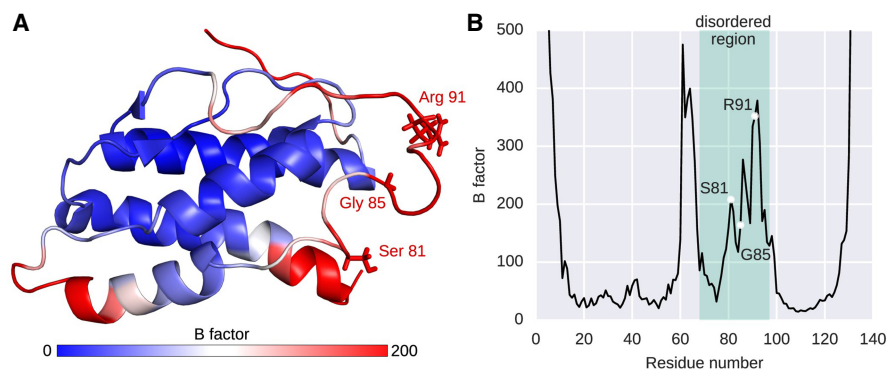 A
Arg 91
Gly 85
Ser 81
B factor
0
200
B
disordered
region
500
400
300
200
100
0
B factor
R91
S81
G85
0 20 40 60 80 100 120 140
Residue number